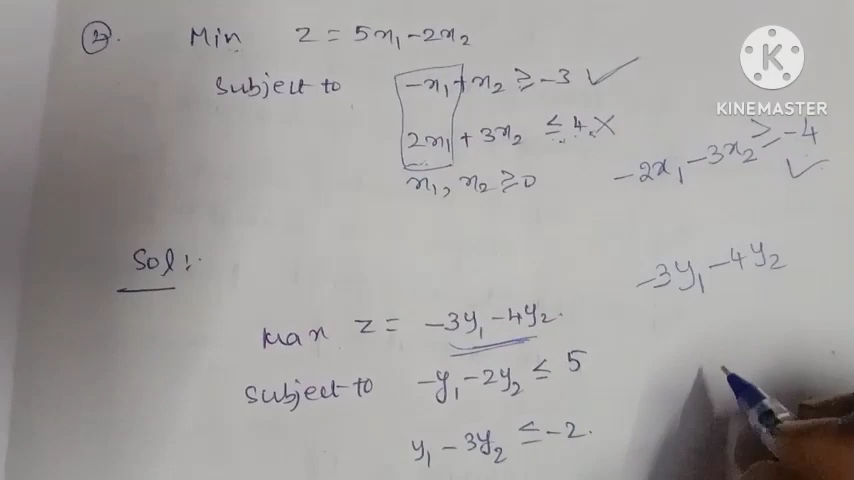 2. Min Z = 5x₁ - 2x₂
Subject to -x₁ + x₂ ≥ -3 ✓
2x₁ + 3x₂ ≤ 4 ✗
x₁, x₂ ≥ 0
-2x₁ - 3x₂ ≥ -4
✓
Sol :-
-3y₁ - 4y₂
Max Z = -3y₁ - 4y₂.
Subject to -y₁ - 2y₂ ≤ 5
y₁ - 3y₂ ≤ -2.
K
KINEMASTER